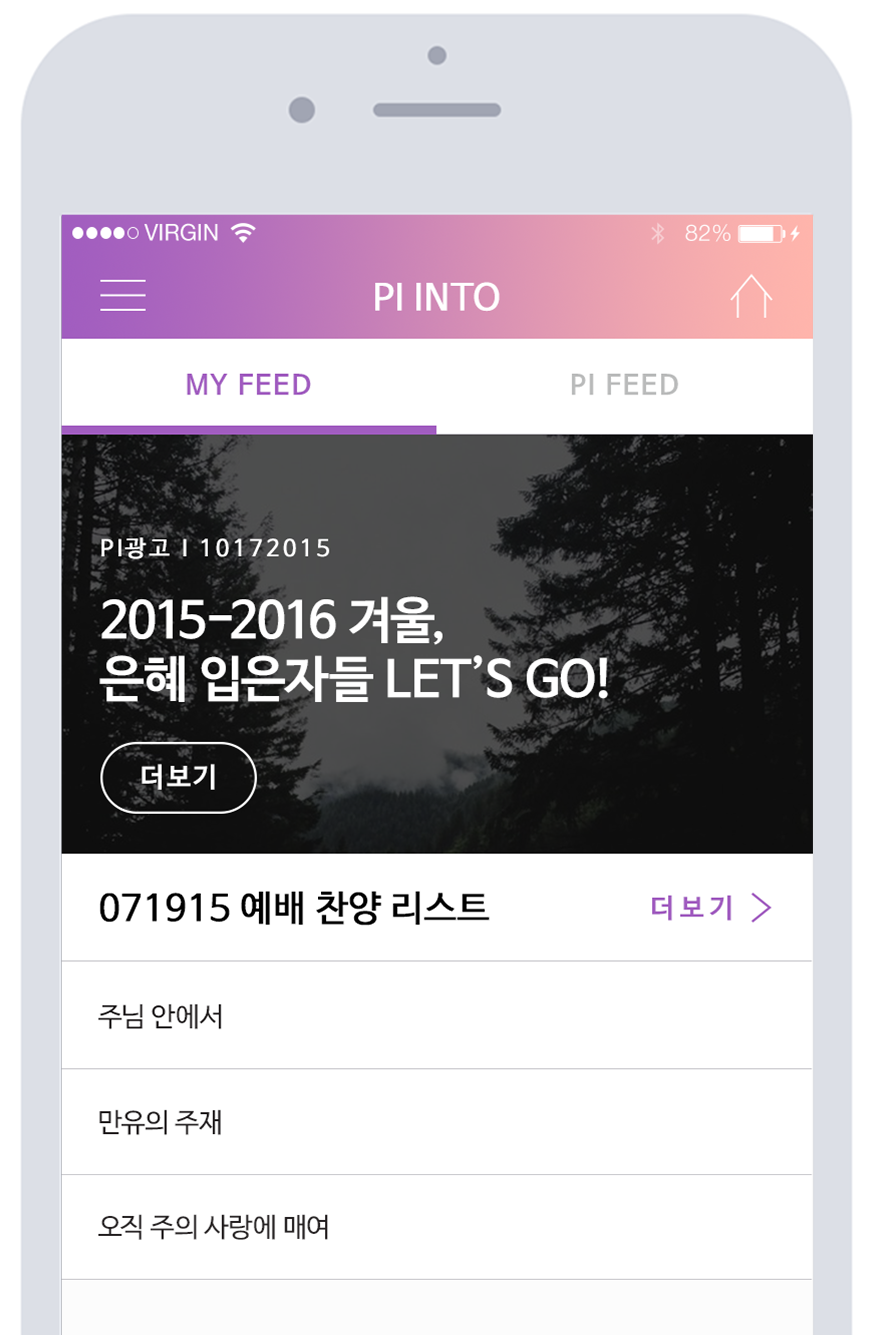 VIRGIN
82%
PI INTO
MY FEED
PI FEED
PI광고 I 10172015
2015-2016 겨울,
은혜 입은자들 LET’S GO!
더보기
071915 예배 찬양 리스트
더보기
주님 안에서
만유의 주재
오직 주의 사랑에 매여